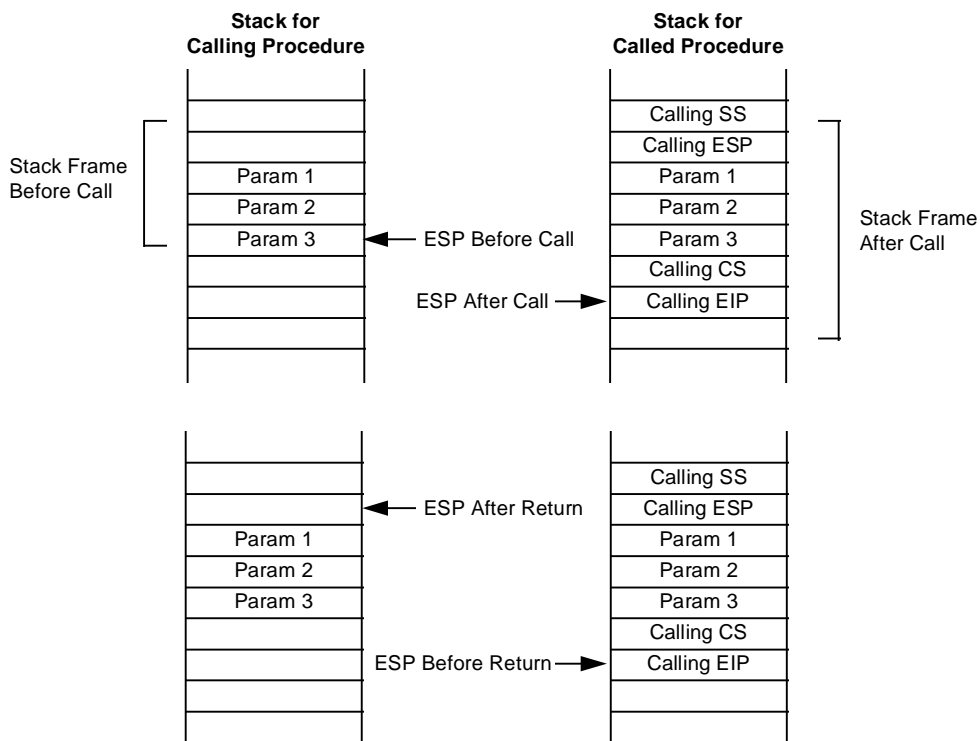 Stack for
Calling Procedure
Stack for
Called Procedure
Stack Frame
Before Call
Param 1
Param 2
Param 3
ESP Before Call
ESP After Call
Calling SS
Calling ESP
Param 1
Param 2
Param 3
Calling CS
Calling EIP
Stack Frame
After Call
Param 1
Param 2
Param 3
ESP After Return
ESP Before Return
Calling SS
Calling ESP
Param 1
Param 2
Param 3
Calling CS
Calling EIP